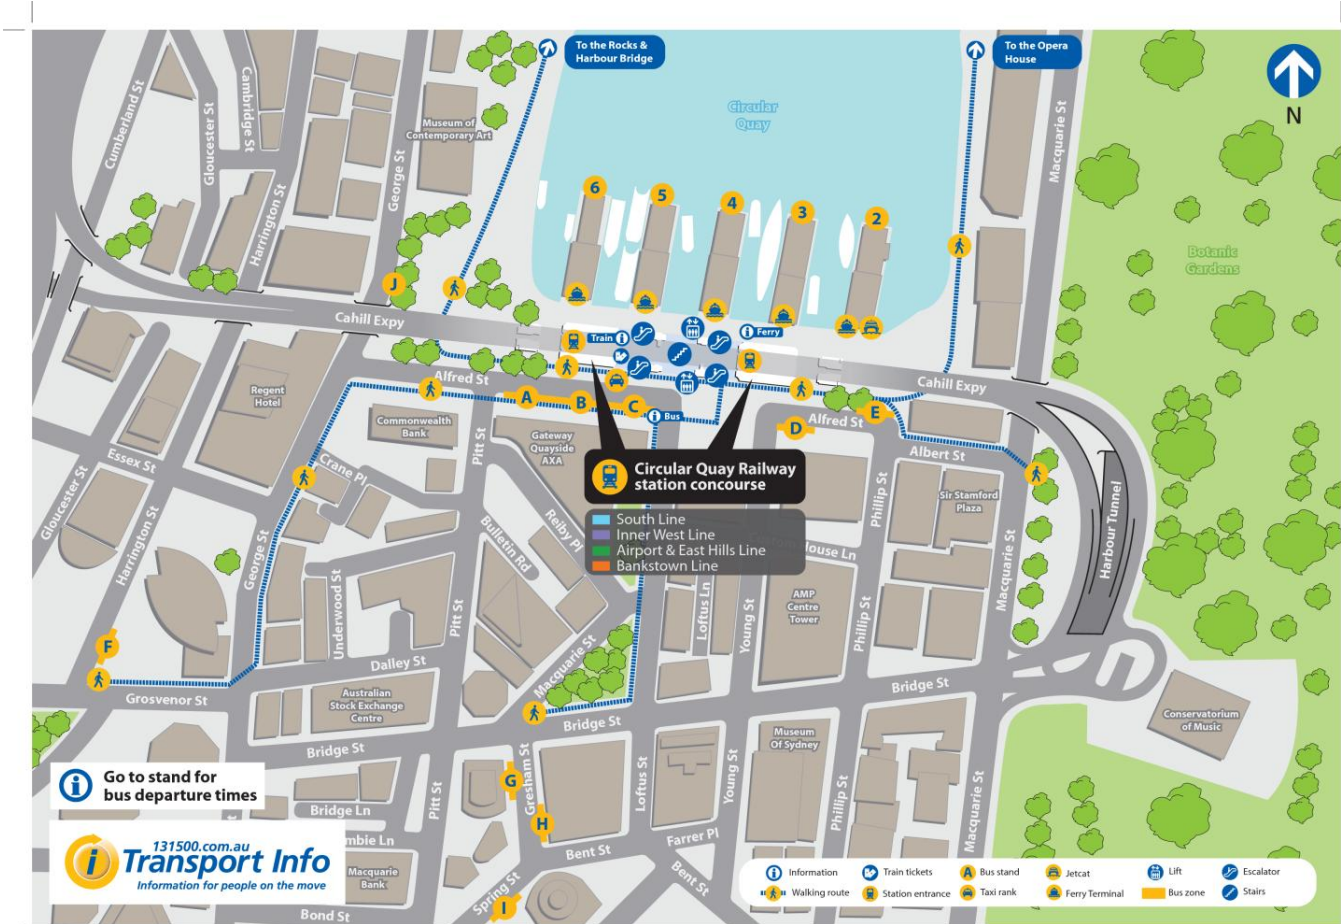 To the Rocks &
Harbour Bridge
To the Opera
House
N
Cumberland St
Gloucester St
Cambridge St
Harrington St
George St
Museum of
Contemporary Art
Circular
Quay
Macquarie St
Botanic
Gardens
6
5
4
3
2
J
Cahill Expy
Train
Ferry
Cahill Expy
Alfred St
A
B
C
Bus
D
Alfred St
E
Albert St
Regent
Hotel
Commonwealth
Bank
Pitt St
Gateway
Quayside
AXA
Circular Quay Railway
station concourse
South Line
Inner West Line
Airport & East Hills Line
Bankstown Line
Essex St
Gloucester St
Harrington St
Crane Pl
George St
Bulletin Rd
Reiby Pl
Phillip St
Sir Stamford
Plaza
House Ln
Harbour Tunnel
Macquarie St
Underwood St
Pitt St
Loftus Ln
Young St
AMP
Centre
Tower
Phillip St
F
Dalley St
Macquarie St
Grosvenor St
Australian
Stock Exchange
Centre
Bridge St
Bridge St
Bridge St
Museum
Of Sydney
Conservatorium
of Music
Go to stand for
bus departure times
G
Gresham St
H
Loftus St
Young St
Phillip St
Macquarie St
Pitt St
Bridge Ln
mbie Ln
Bent St
Farrer Pl
Bent St
Spring St
I
Macquarie
Bank
Bond St
131500.com.au
Transport Info
Information for people on the move
Information
Train tickets
A Bus stand
Jetcat
Lift
Escalator
Walking route
Station entrance
Taxi rank
Ferry Terminal
Bus zone
Stairs